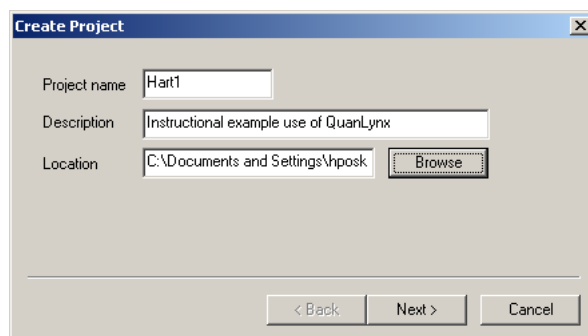 Create Project
Project name Hart1
Description Instructional example use of QuanLynx
Location C:\Documents and Settings\hposk Browse
< Back Next > Cancel